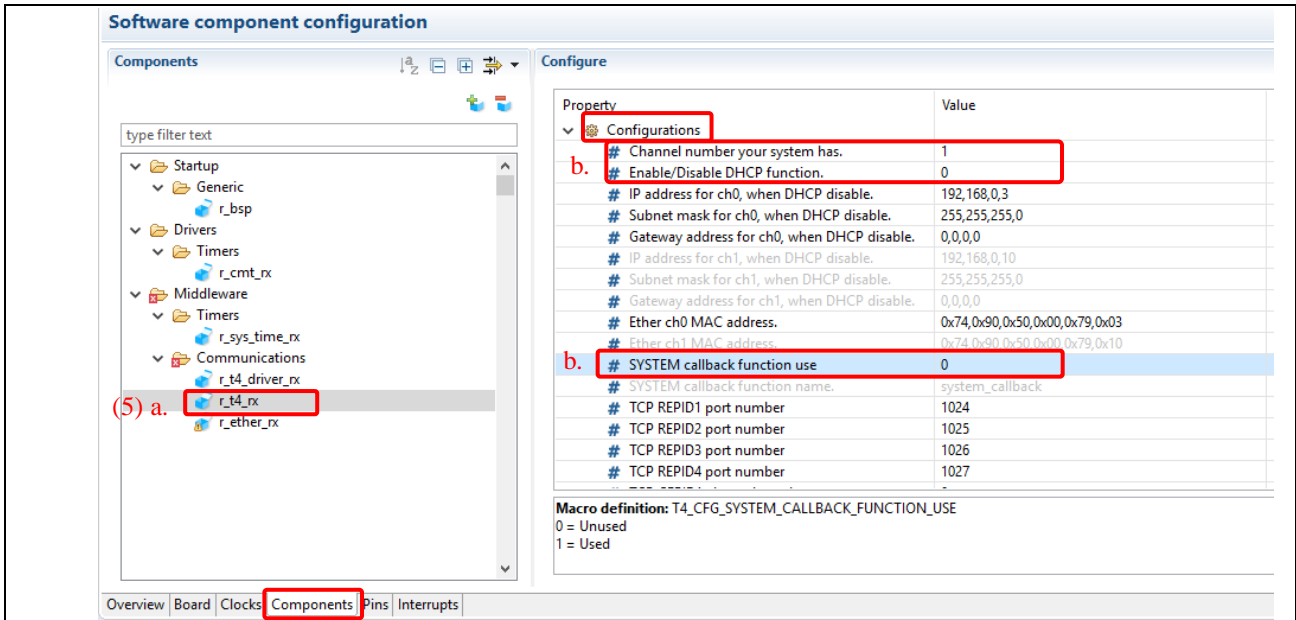 Software component configuration
Components
type filter text
Startup
Generic
r_bsp
Drivers
Timers
r_cmt_rx
Middleware
Timers
r_sys_time_rx
Communications
r_t4_driver_rx
(5) a. r_t4_rx
r_ether_rx
Configure
Property Value
Configurations
b.
# Channel number your system has. 1
# Enable/Disable DHCP function. 0
# IP address for ch0, when DHCP disable. 192,168,0,3
# Subnet mask for ch0, when DHCP disable. 255,255,255,0
# Gateway address for ch0, when DHCP disable. 0,0,0,0
# IP address for ch1, when DHCP disable. 192,168,0,10
# Subnet mask for ch1, when DHCP disable. 255,255,255,0
# Gateway address for ch1, when DHCP disable. 0,0,0,0
# Ether ch0 MAC address. 0x74,0x90,0x50,0x00,0x79,0x03
# Ether ch1 MAC address. 0x74,0x90,0x50,0x00,0x79,0x10
b. # SYSTEM callback function use 0
# SYSTEM callback function name. system_callback
# TCP REPID1 port number 1024
# TCP REPID2 port number 1025
# TCP REPID3 port number 1026
# TCP REPID4 port number 1027
Macro definition: T4_CFG_SYSTEM_CALLBACK_FUNCTION_USE
0 = Unused
1 = Used
Overview Board Clocks Components Pins Interrupts